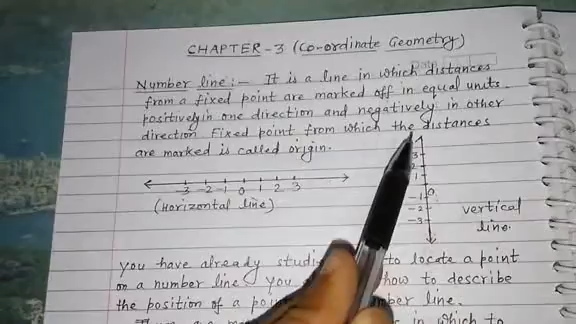 CHAPTER-3 (Co-ordinate Geometry)
Number line:- It is a line in which distances
from a fixed point are marked off in equal units
positively in one direction and negatively in other
direction Fixed point from which the distances
are marked is called origin.
-3 -2 -1 0 1 2 3
(Horizontal line)
3
2
1
0
-1
-2
-3
vertical
line.
you have already to locate a point
on a number line you how to describe
the position of a line.
in which to